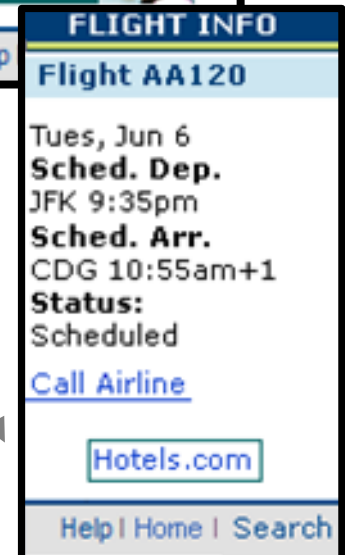 FLIGHT INFO
Flight AA120
Tues, Jun 6
Sched. Dep.
JFK 9:35pm
Sched. Arr.
CDG 10:55am+1
Status:
Scheduled
Call Airline
Hotels.com
Help | Home | Search